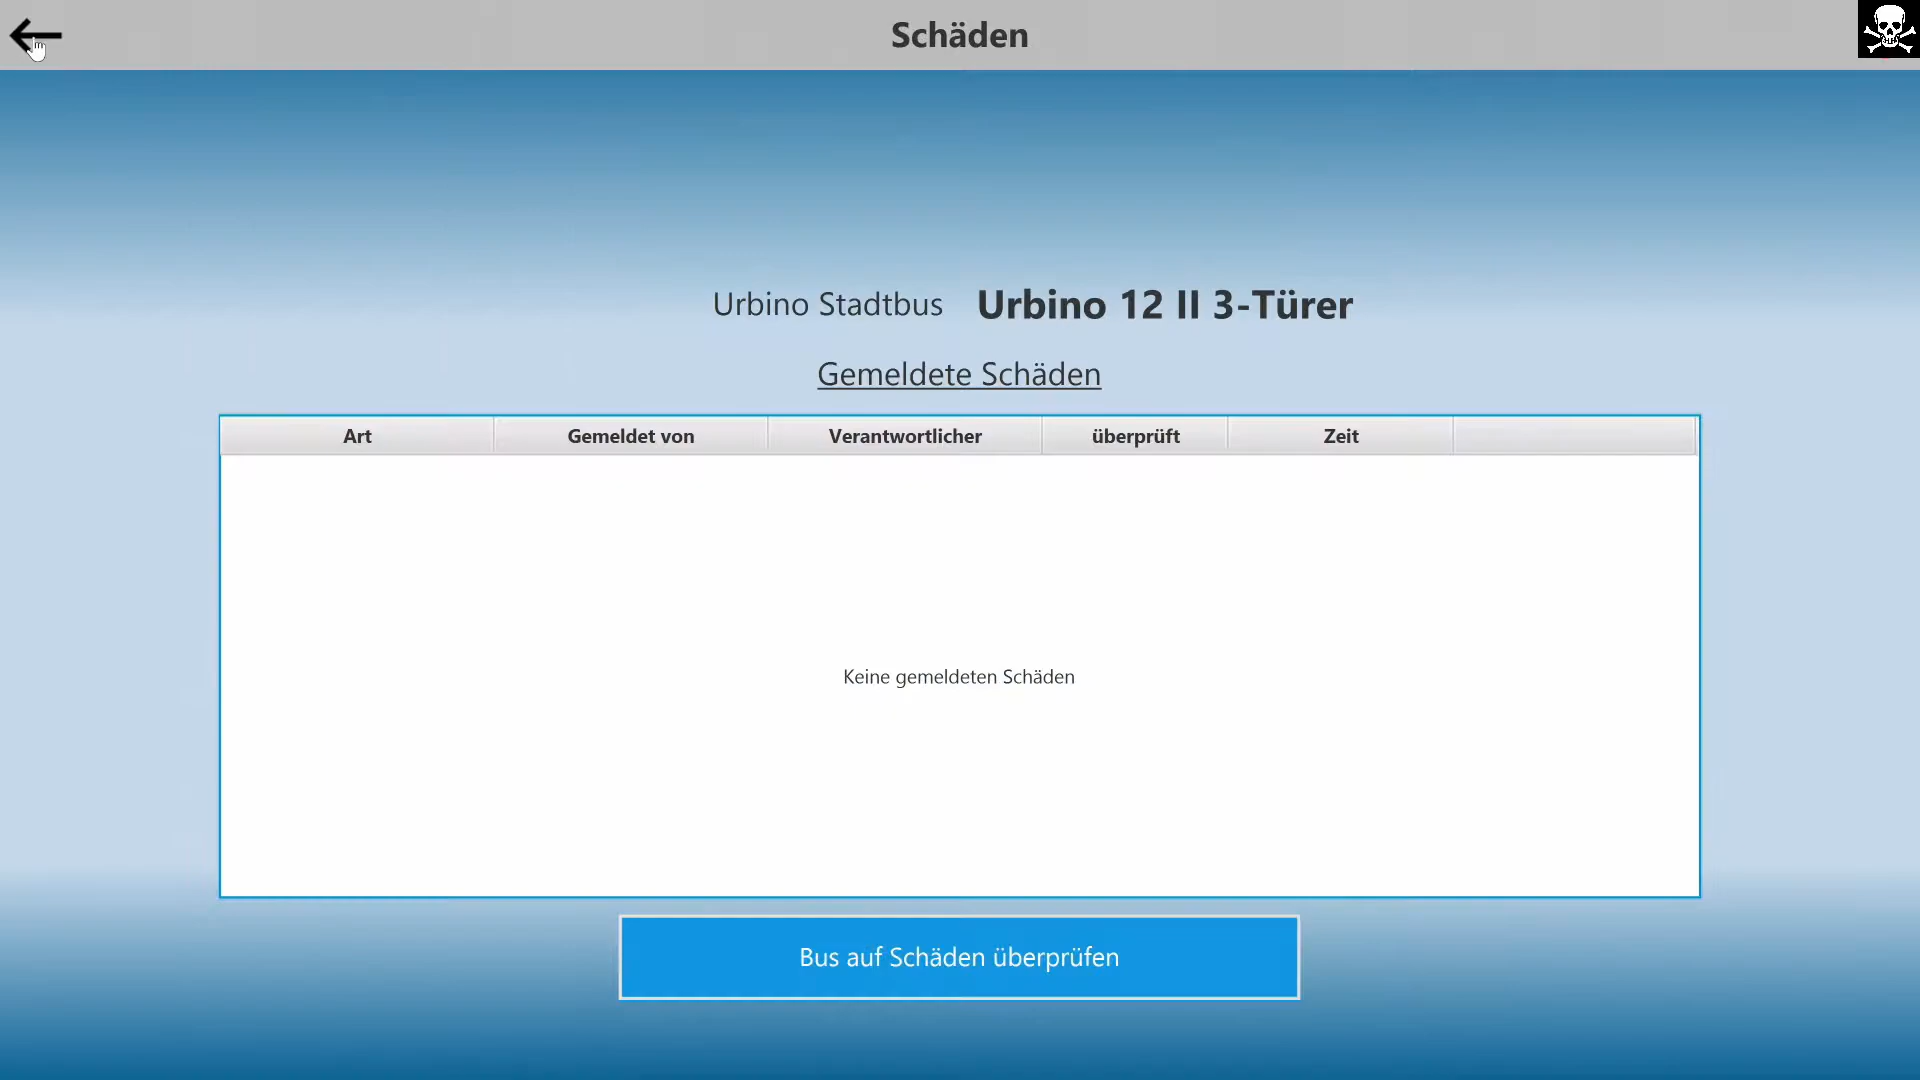 Schäden
Urbino Stadtbus Urbino 12 II 3-Türer
Gemeldete Schäden
Art Gemeldet von Verantwortlicher überprüft Zeit
Keine gemeldeten Schäden
Bus auf Schäden überprüfen